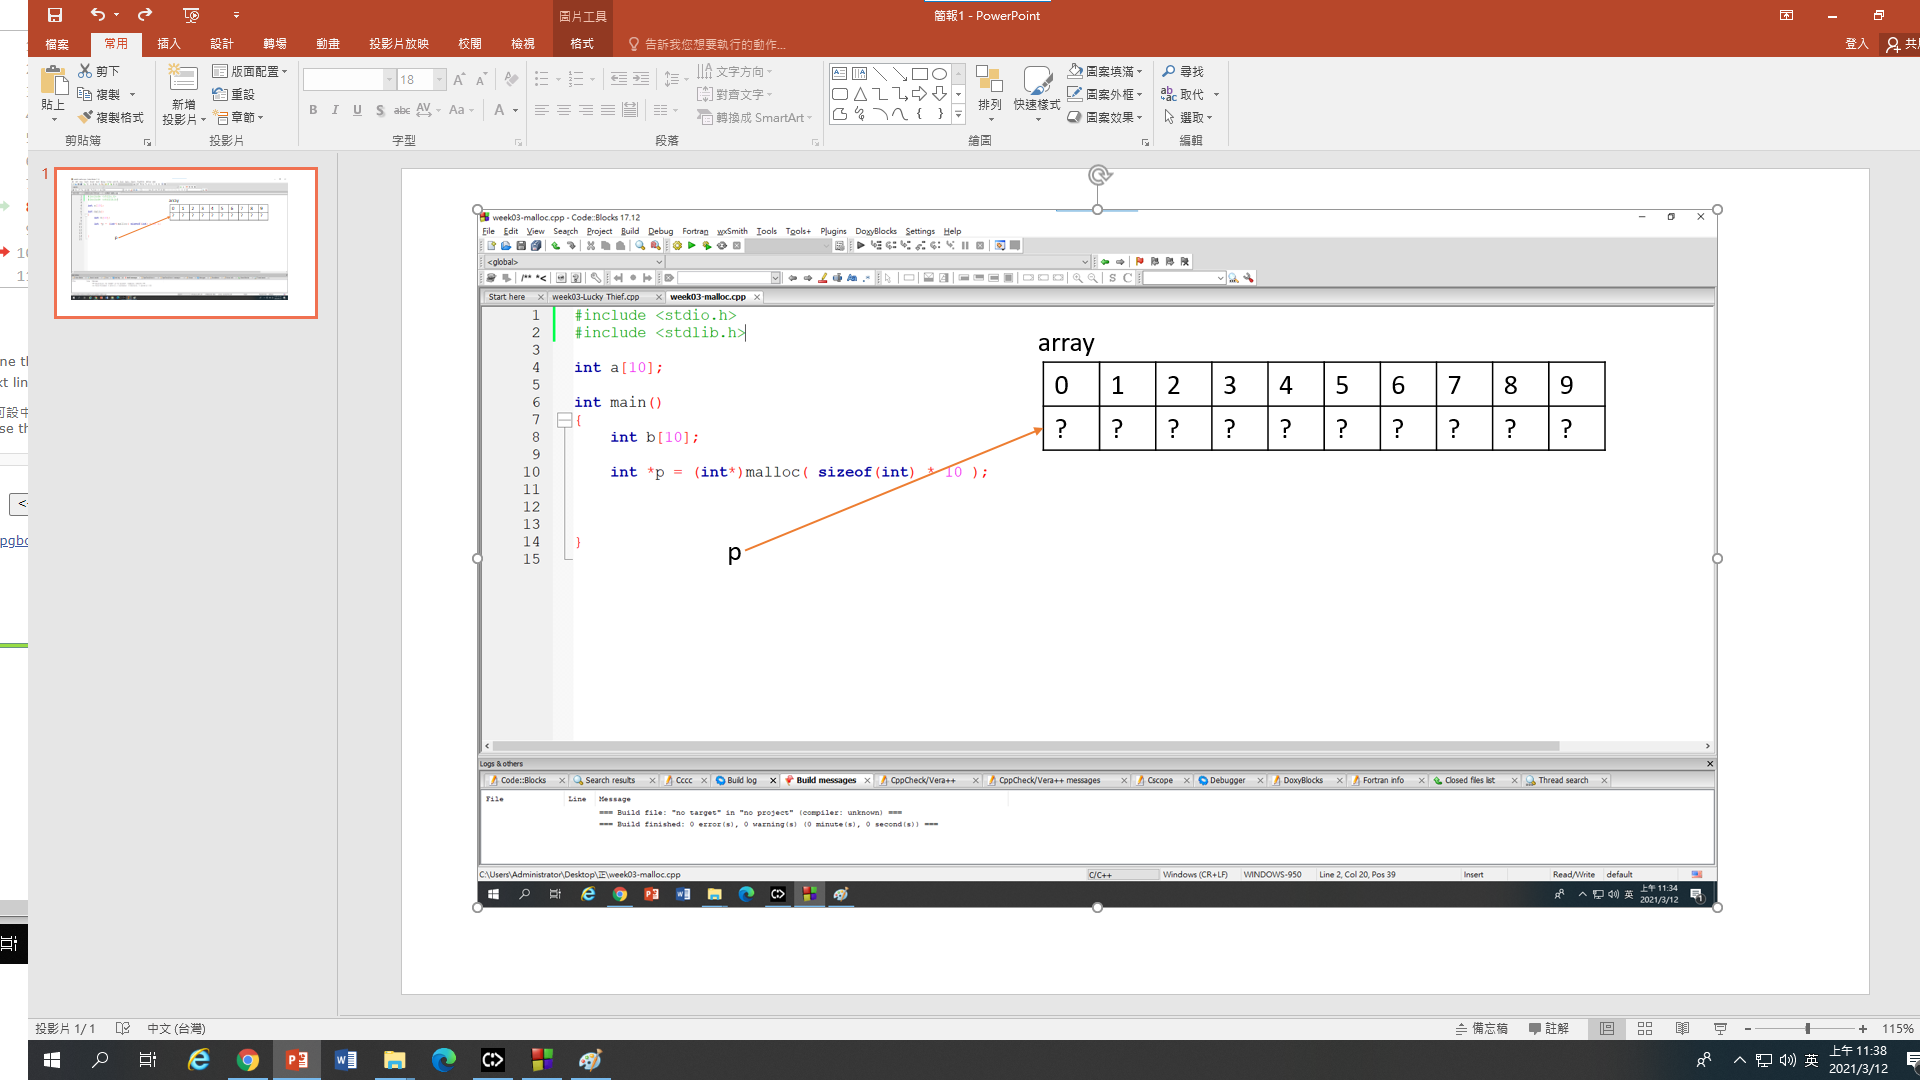 簡報1 - PowerPoint
圖片工具
檔案 常用 插入 設計 轉場 動畫 投影片放映 校閱 檢視 格式 告訴我您想要執行的動作... 登入
貼上 剪下 複製 複製格式 剪貼簿
新增投影片 版面配置 重設 章節 投影片
18 B I U S abc AV Aa A 字型
文字方向 對齊文字 轉換成 SmartArt 段落
排列 快速樣式 圖案填滿 圖案外框 圖案效果 繪圖
尋找 取代 選取 編輯
1
week03-malloc.cpp - Code::Blocks 17.12
File Edit View Search Project Build Debug Fortran wxSmith Tools Tools+ Plugins DoxyBlocks Settings Help
<global>
Start here week03-Lucky Thief.cpp week03-malloc.cpp
1 #include <stdio.h>
2 #include <stdlib.h>
3
4 int a[10];
5
6 int main()
7 {
8 int b[10];
9
10 int *p = (int*)malloc( sizeof(int) * 10 );
11
12
13
14 }
15
array
0 1 2 3 4 5 6 7 8 9
? ? ? ? ? ? ? ? ? ?
p
Logs & others
Code::Blocks Search results Cccc Build log Build messages CppCheck/Vera++ CppCheck/Vera++ messages Cscope Debugger DoxyBlocks Fortran info Closed files list Thread search
File Line Message
=== Build file: "no target" in "no project" (compiler: unknown) ===
=== Build finished: 0 error(s), 0 warning(s) (0 minute(s), 0 second(s)) ===
C:\Users\Administrator\Desktop\正\week03-malloc.cpp C/C++ Windows (CR+LF) WINDOWS-950 Line 2, Col 20, Pos 39 Insert Read/Write default
英 上午 11:34
2021/3/12
投影片 1/1 中文 (台灣) 備忘稿 註解 115%
英 上午 11:38
2021/3/12